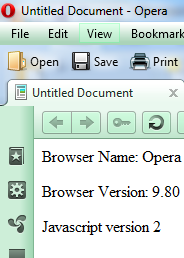 Untitled Document - Opera
File Edit View Bookmark
Open Save Print
Untitled Document
Browser Name: Opera
Browser Version: 9.80
Javascript version 2